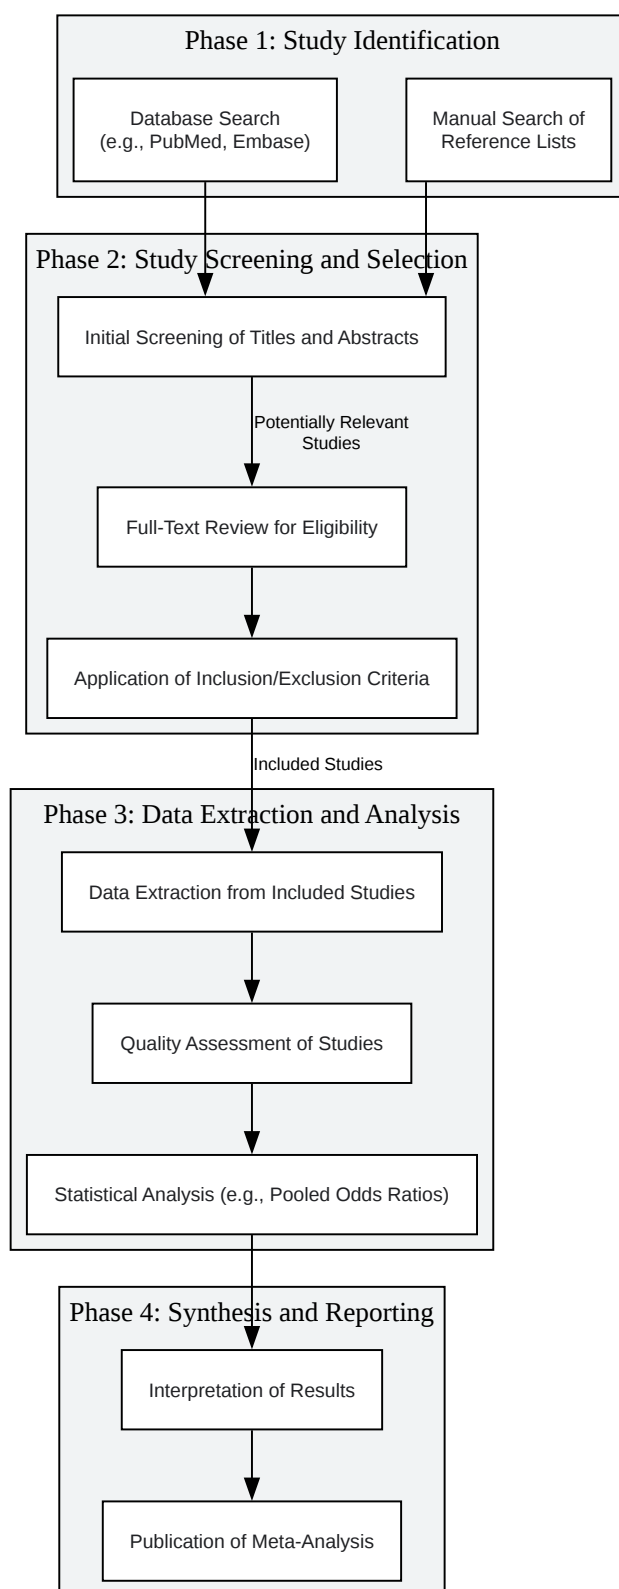 Phase 1: Study Identification
Database Search
(e.g., PubMed, Embase)
Manual Search of
Reference Lists
Phase 2: Study Screening and Selection
Initial Screening of Titles and Abstracts
Potentially Relevant
Studies
Full-Text Review for Eligibility
Application of Inclusion/Exclusion Criteria
Included Studies
Phase 3: Data Extraction and Analysis
Data Extraction from Included Studies
Quality Assessment of Studies
Statistical Analysis (e.g., Pooled Odds Ratios)
Phase 4: Synthesis and Reporting
Interpretation of Results
Publication of Meta-Analysis